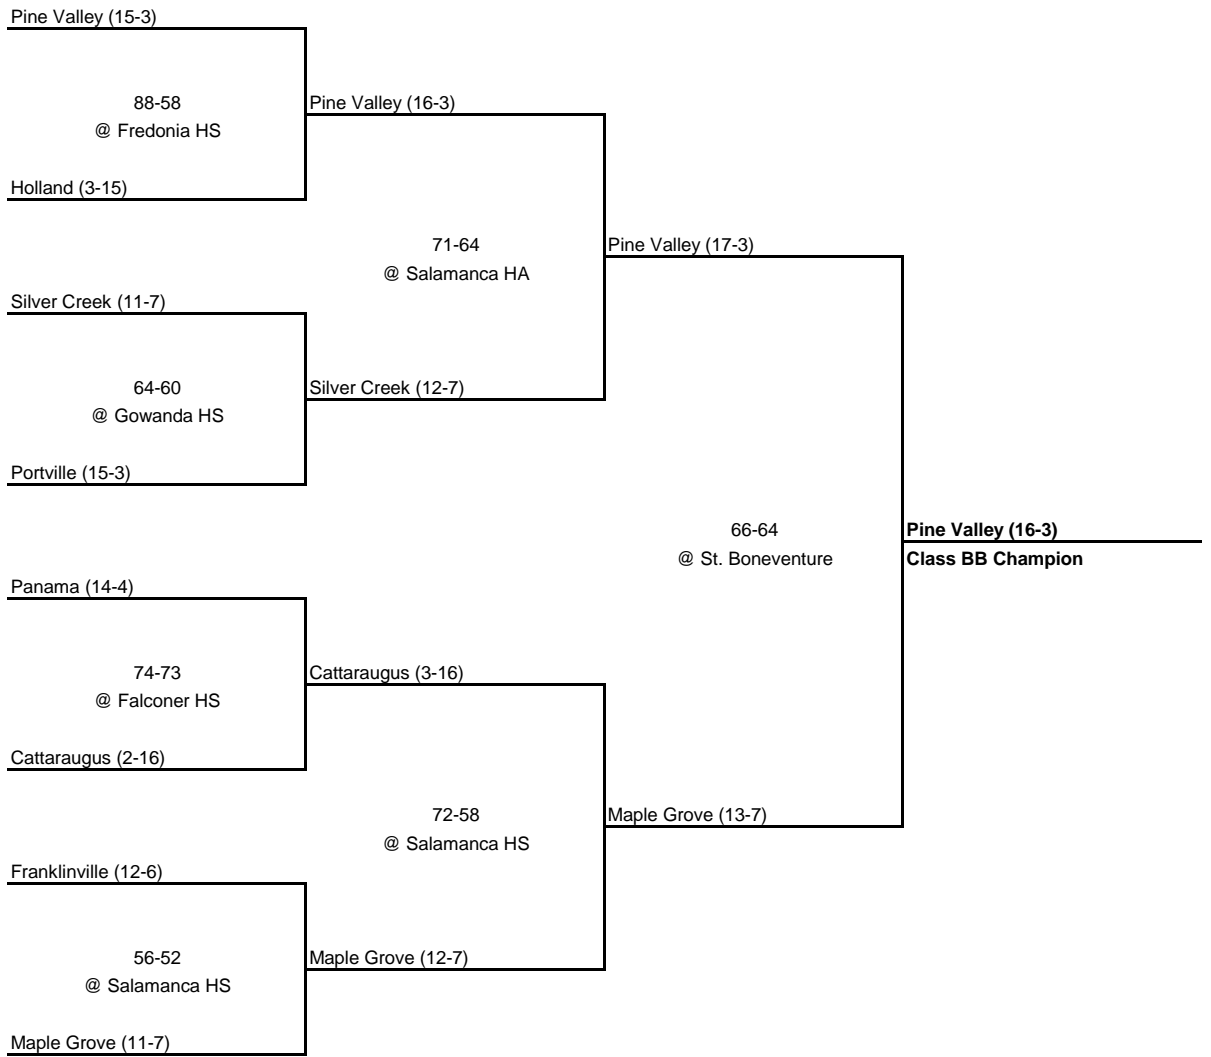 Pine Valley (15-3)
88-58
@ Fredonia HS
Pine Valley (16-3)
Holland (3-15)
71-64
@ Salamanca HA
Pine Valley (17-3)
Silver Creek (11-7)
64-60
@ Gowanda HS
Silver Creek (12-7)
Portville (15-3)
66-64
@ St. Boneventure
Pine Valley (16-3)
Class BB Champion
Panama (14-4)
74-73
@ Falconer HS
Cattaraugus (3-16)
Cattaraugus (2-16)
72-58
@ Salamanca HS
Maple Grove (13-7)
Franklinville (12-6)
56-52
@ Salamanca HS
Maple Grove (12-7)
Maple Grove (11-7)